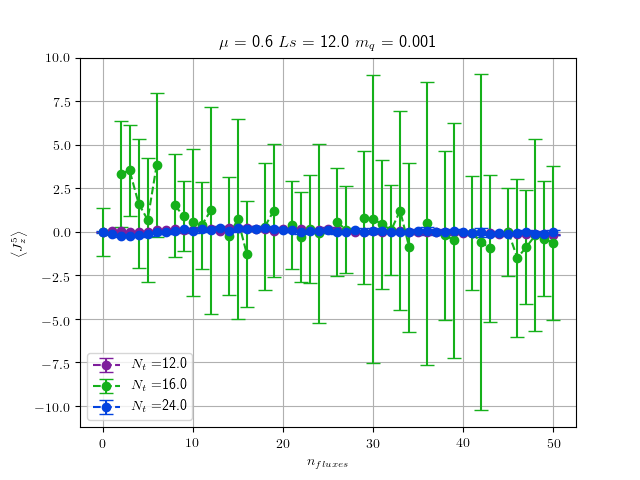 μ = 0.6 Ls = 12.0 m_q = 0.001
⟨J_z^5⟩
10.0
7.5
5.0
2.5
0.0
−2.5
−5.0
−7.5
−10.0
N_t =12.0
N_t =16.0
N_t =24.0
0 10 20 30 40 50
n_fluxes